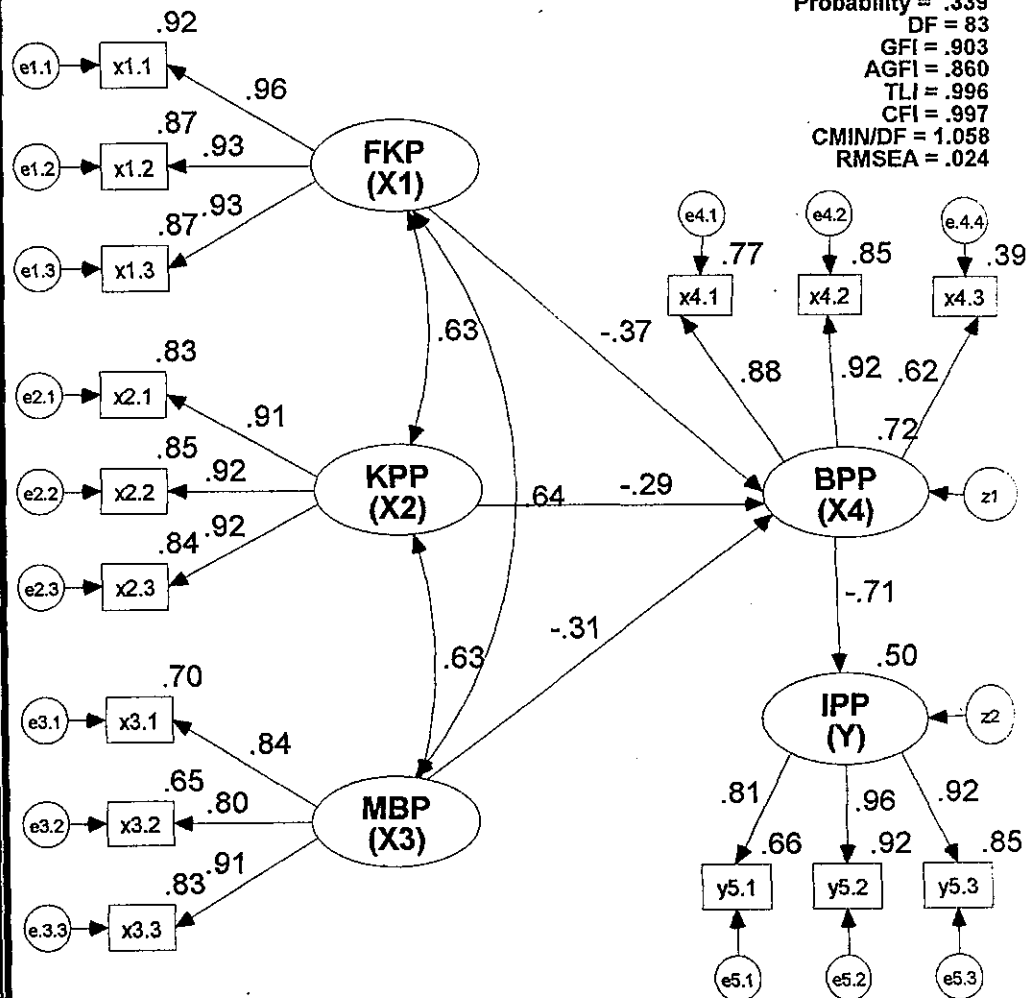 Probability = .339
DF = 83
GFI = .903
AGFI = .860
TLI = .996
CFI = .997
CMIN/DF = 1.058
RMSEA = .024
.92
e1.1
x1.1
.96
.87
e1.2
x1.2
.93
.87
.93
e1.3
x1.3
FKP
(X1)
.83
e2.1
x2.1
.91
.85
e2.2
x2.2
.92
.84
.92
e2.3
x2.3
KPP
(X2)
.70
e3.1
x3.1
.84
.65
e3.2
x3.2
.80
.83
.91
e.3.3
x3.3
MBP
(X3)
.63
.64
.63
-.37
-.29
-.31
e4.1
e4.2
e.4.4
.77
.85
.39
x4.1
x4.2
x4.3
.88
.92
.62
.72
BPP
(X4)
z1
-.71
.50
IPP
(Y)
z2
.81
.96
.92
.66
.92
.85
y5.1
y5.2
y5.3
e5.1
e5.2
e5.3